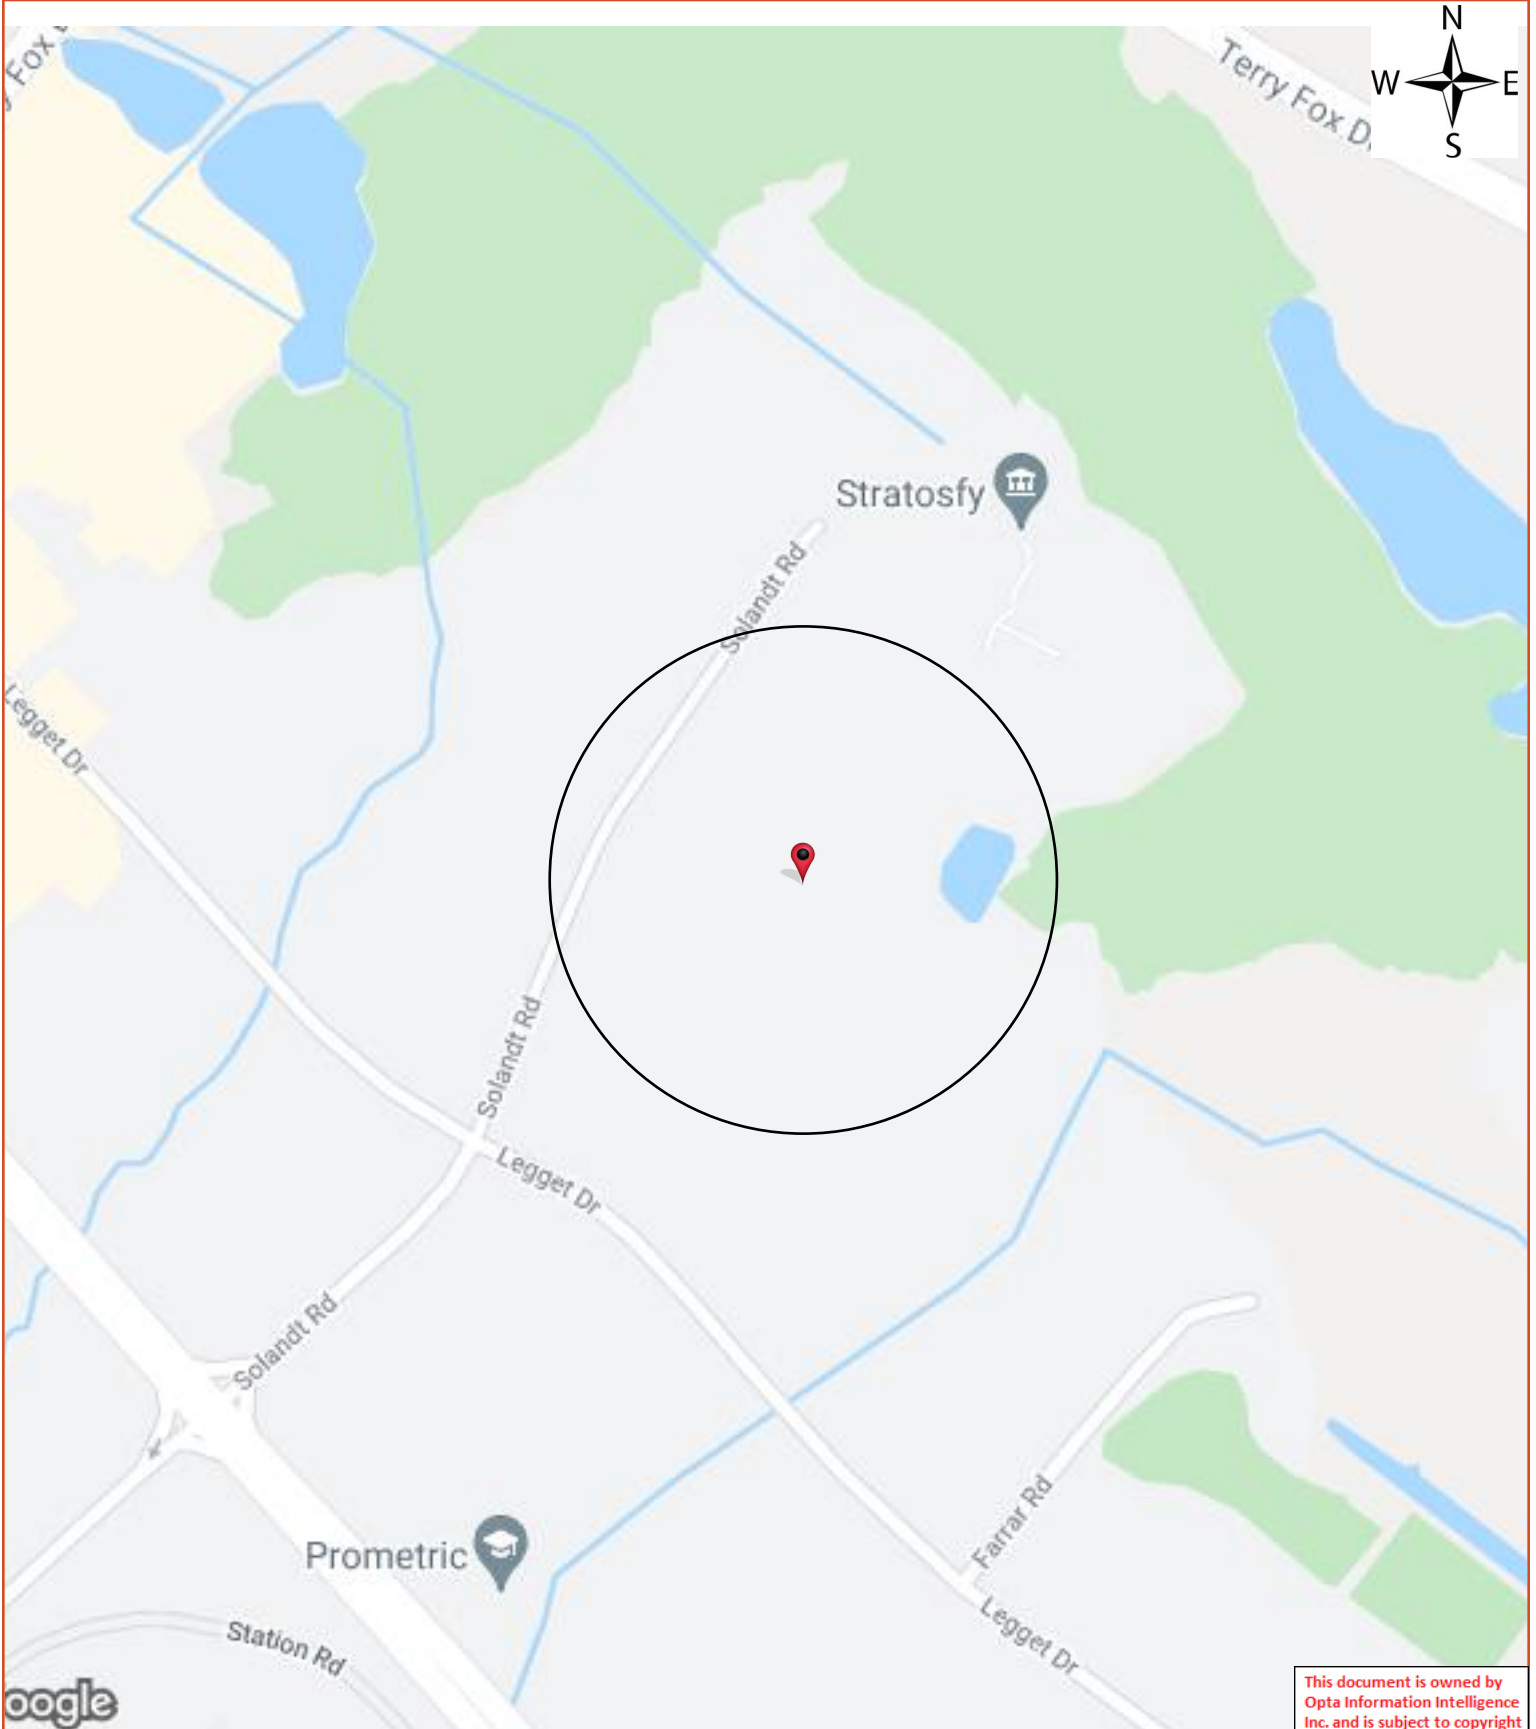 N
Fox
Terry Fox D
W
E
S
Stratosfy
Solandt Rd
Legget Dr
Solandt Rd
Legget Dr
Solandt Rd
Farrar Rd
Prometric
Station Rd
Legget Dr
oogle
This document is owned by
Opta Information Intelligence
Inc. and is subject to copyright